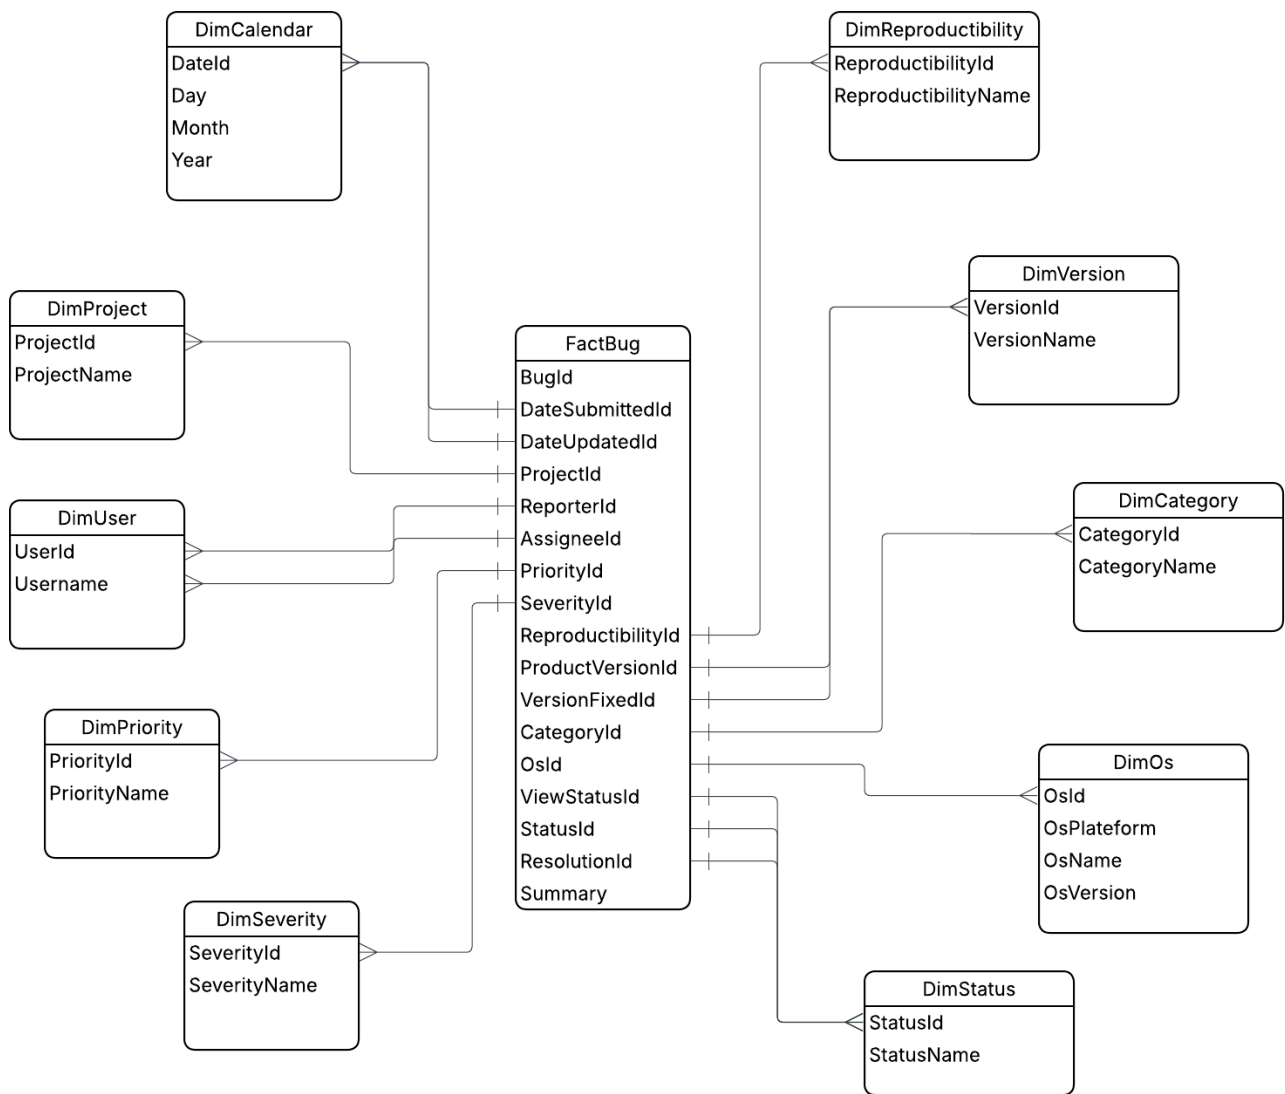 DimCalendar
DateId
Day
Month
Year
DimReproductibility
ReproductibilityId
ReproductibilityName
DimProject
ProjectId
ProjectName
DimVersion
VersionId
VersionName
FactBug
BugId
DateSubmittedId
DateUpdatedId
ProjectId
ReporterId
AssigneeId
PriorityId
SeverityId
ReproductibilityId
ProductVersionId
VersionFixedId
CategoryId
OsId
ViewStatusId
StatusId
ResolutionId
Summary
DimUser
UserId
Username
DimCategory
CategoryId
CategoryName
DimPriority
PriorityId
PriorityName
DimOs
OsId
OsPlateform
OsName
OsVersion
DimSeverity
SeverityId
SeverityName
DimStatus
StatusId
StatusName